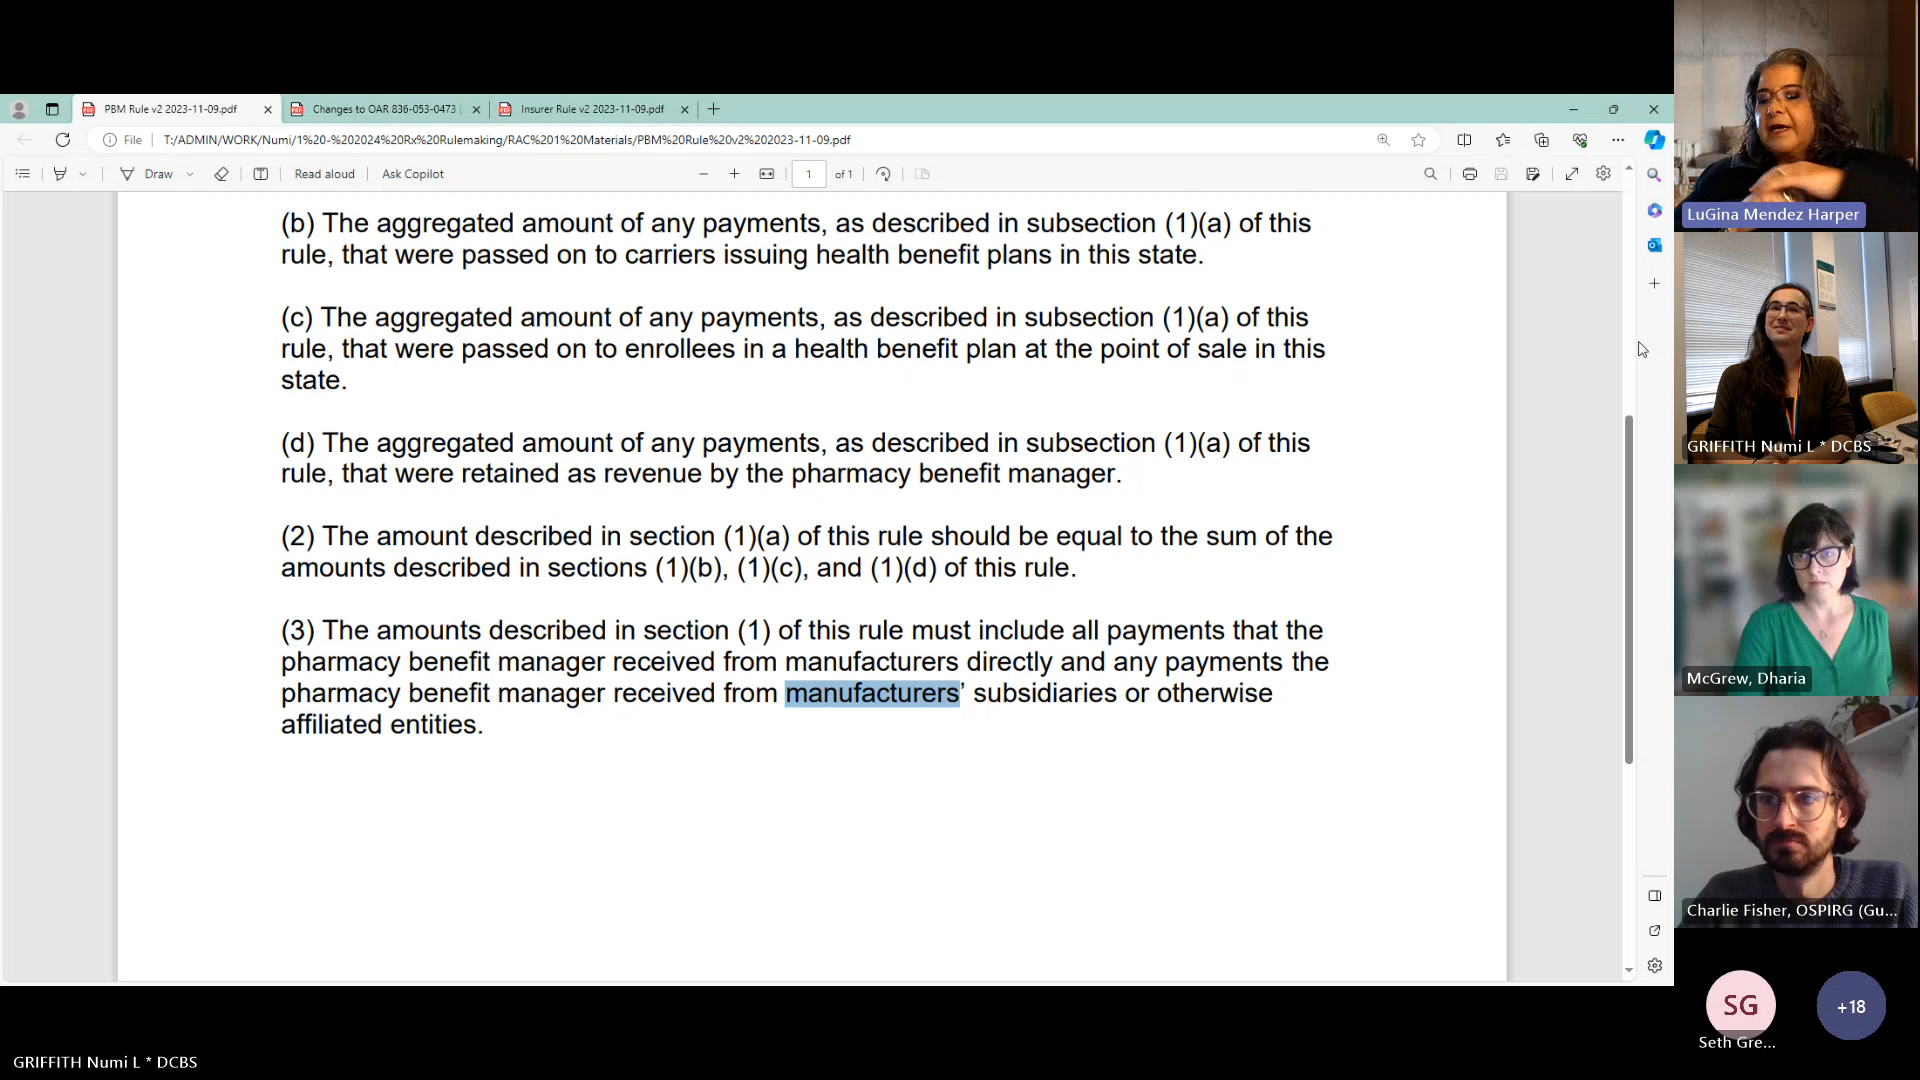 PBM Rule v2 2023-11-09.pdf
Changes to OAR 836-053-0473 (
Insurer Rule v2 2023-11-09.pdf
File
T:/ADMIN/WORK/Numi/1%20-%202024%20Rx%20Rulemaking/RAC%201%20Materials/PBM%20Rule%20v2%202023-11-09.pdf
Draw
Read aloud
Ask Copilot
1
of 1
(b) The aggregated amount of any payments, as described in subsection (1)(a) of this
rule, that were passed on to carriers issuing health benefit plans in this state.
(c) The aggregated amount of any payments, as described in subsection (1)(a) of this
rule, that were passed on to enrollees in a health benefit plan at the point of sale in this
state.
(d) The aggregated amount of any payments, as described in subsection (1)(a) of this
rule, that were retained as revenue by the pharmacy benefit manager.
(2) The amount described in section (1)(a) of this rule should be equal to the sum of the
amounts described in sections (1)(b), (1)(c), and (1)(d) of this rule.
(3) The amounts described in section (1) of this rule must include all payments that the
pharmacy benefit manager received from manufacturers directly and any payments the
pharmacy benefit manager received from manufacturers’ subsidiaries or otherwise
affiliated entities.
LuGina Mendez Harper
GRIFFITH Numi L * DCBS
McGrew, Dharia
Charlie Fisher, OSPIRG (Gu...
SG
Seth Gre...
+18
GRIFFITH Numi L * DCBS